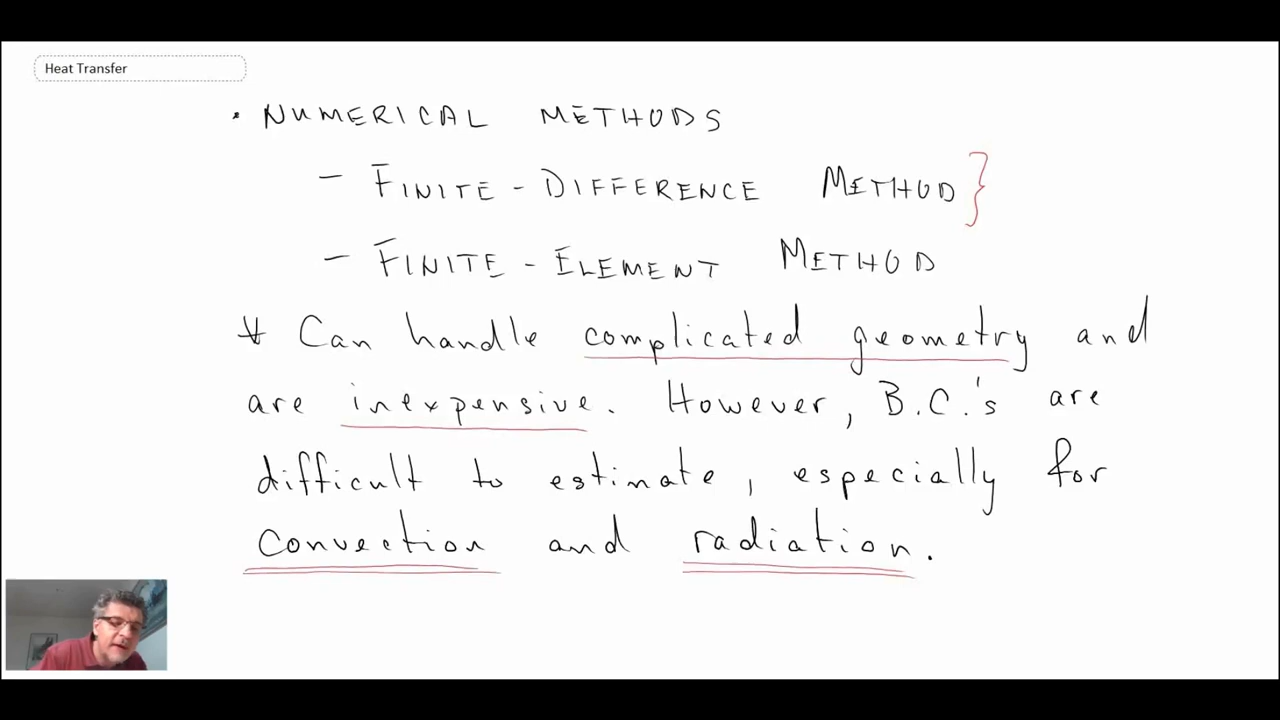 Heat Transfer
• NUMERICAL METHODS
- FINITE-DIFFERENCE METHOD }
- FINITE-ELEMENT METHOD
* Can handle complicated geometry and
are inexpensive. However, B.C.'s are
difficult to estimate, especially for
convection and radiation.